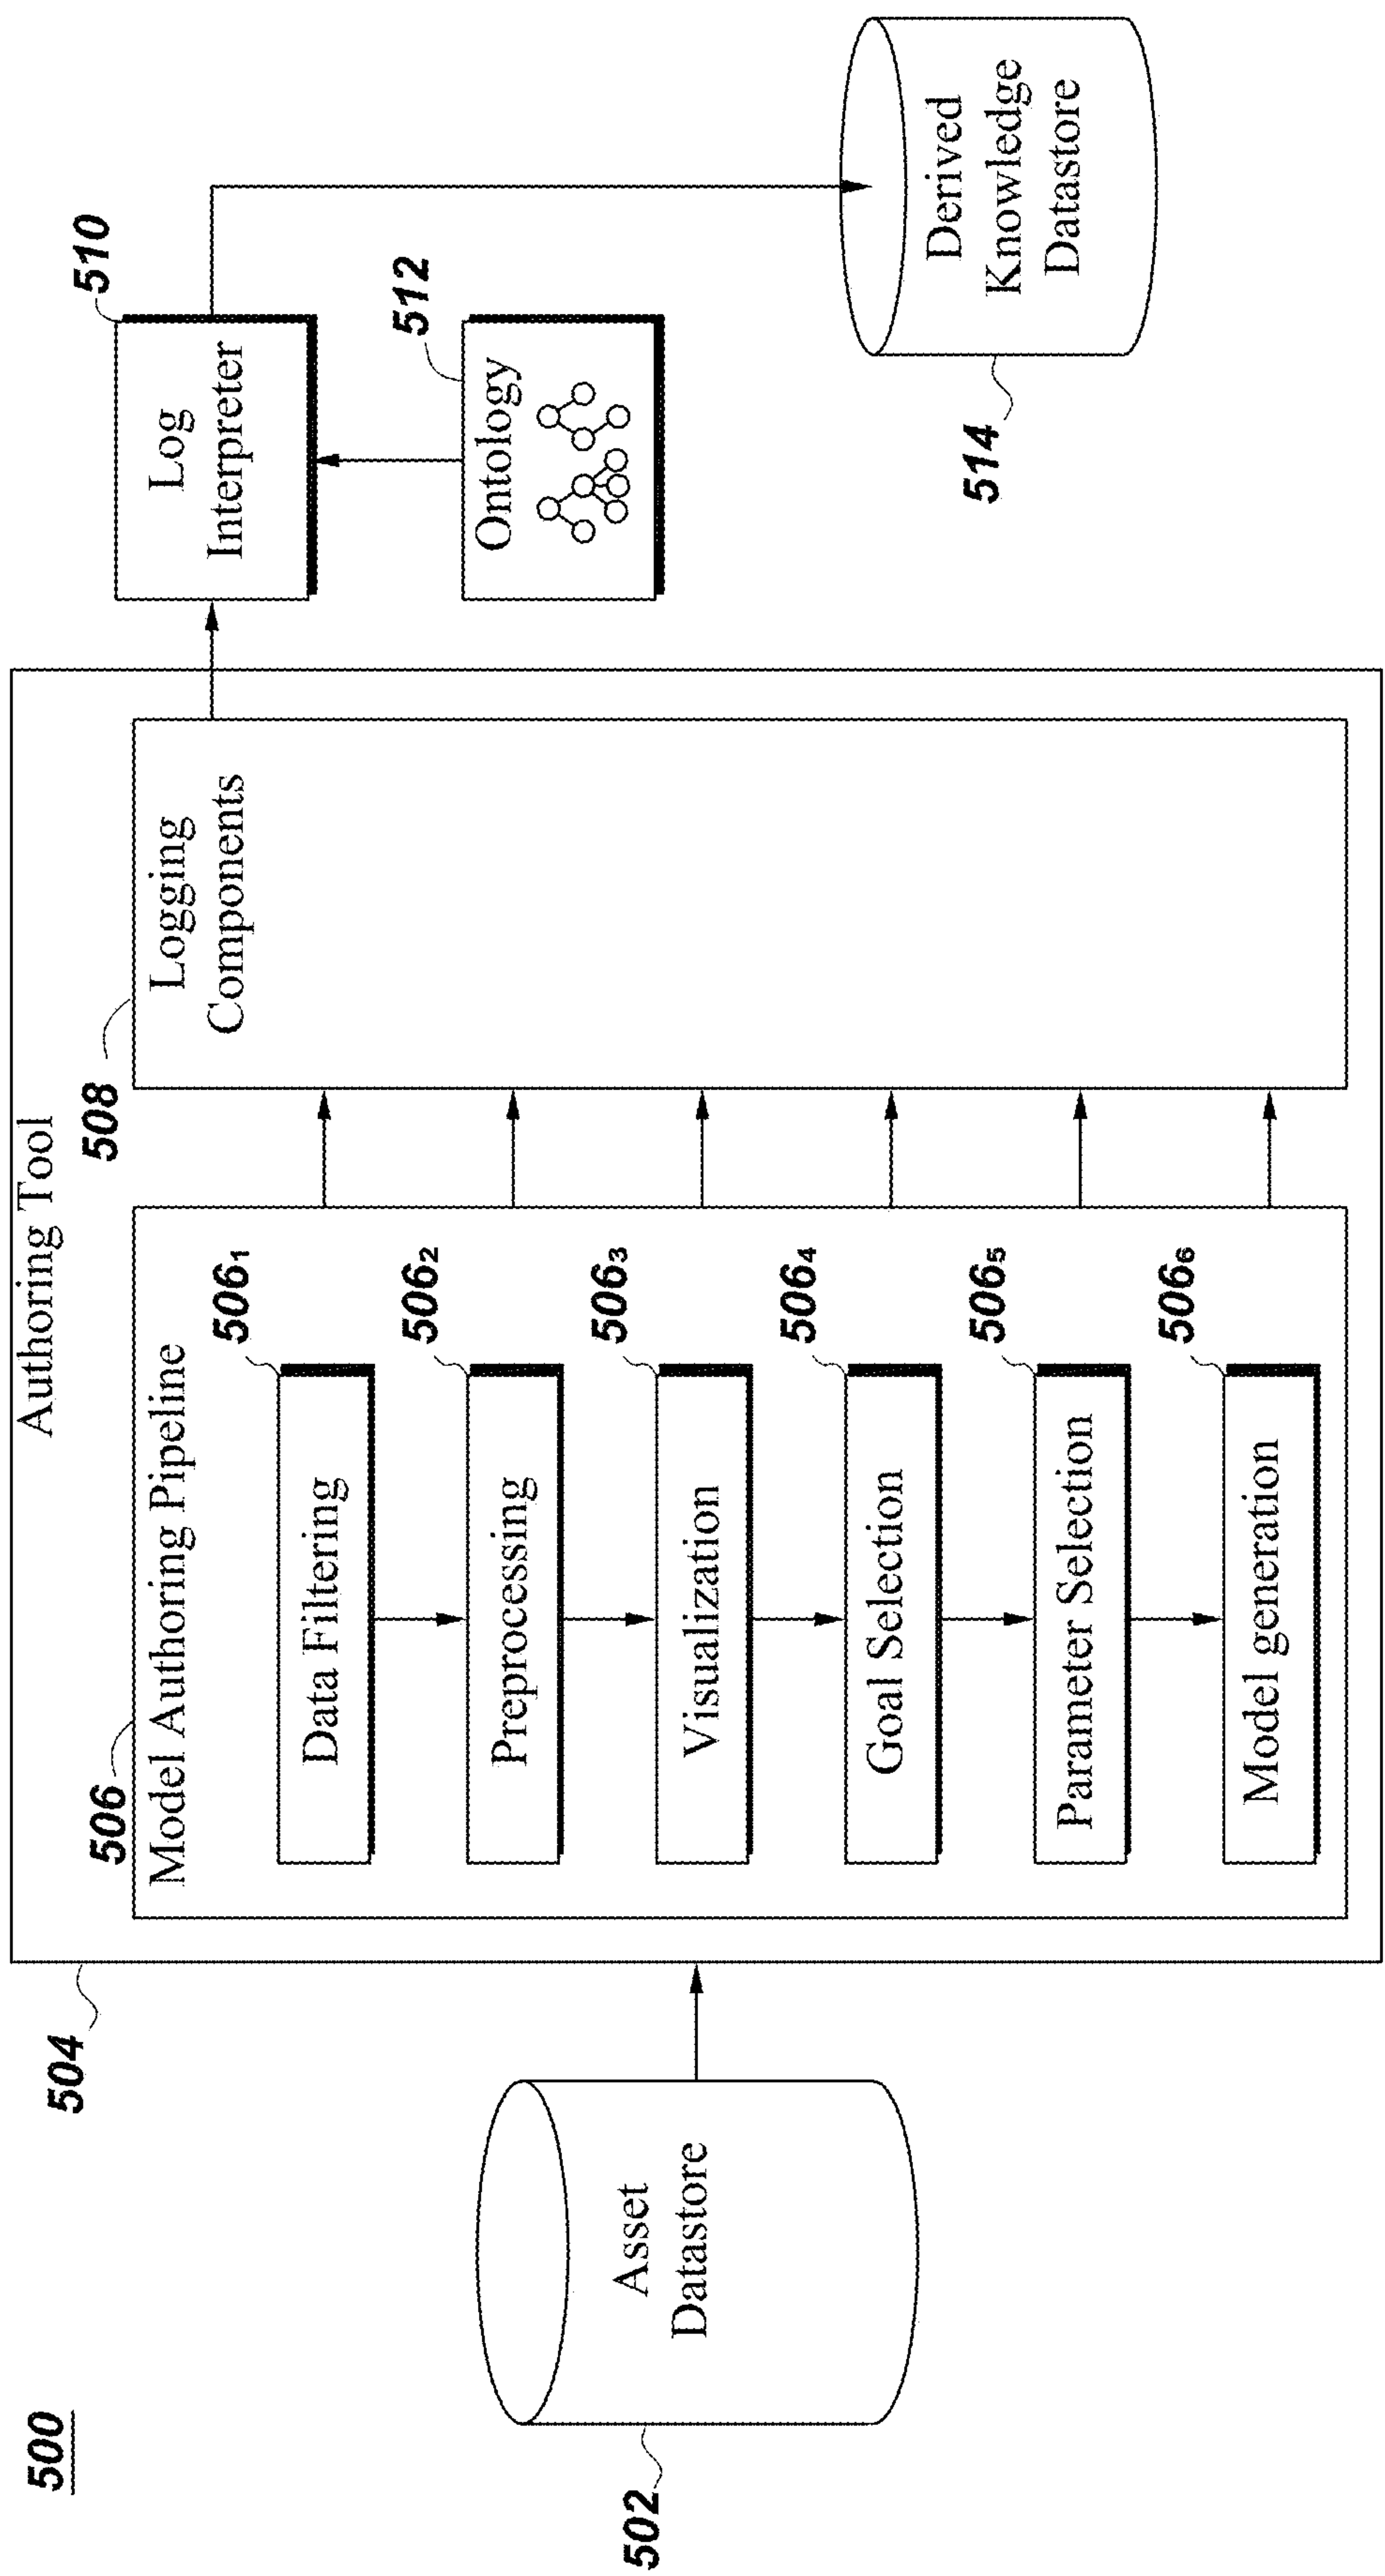 500
Asset
Datastore
502
504
Authoring Tool
506
Model Authoring Pipeline
Data Filtering
506₁
Preprocessing
506₂
Visualization
506₃
Goal Selection
506₄
Parameter Selection
506₅
Model generation
506₆
508
Logging
Components
510
Log
Interpreter
512
Ontology
514
Derived
Knowledge
Datastore